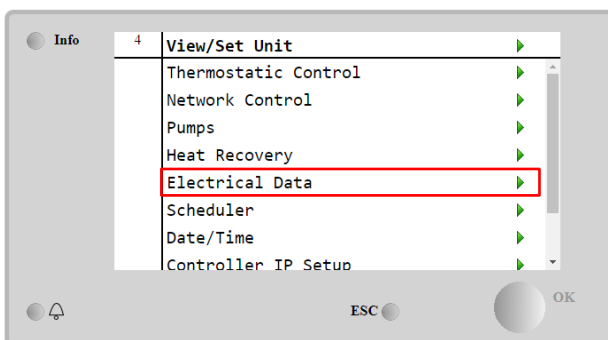 Info
4 View/Set Unit
Thermostatic Control
Network Control
Pumps
Heat Recovery
Electrical Data
Scheduler
Date/Time
Controller IP Setup
ESC
OK